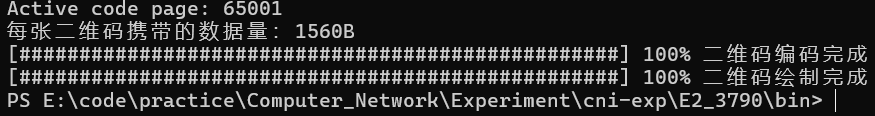 Active code page: 65001
每张二维码携带的数据量: 1560B
[##################################################] 100% 二维码编码完成
[##################################################] 100% 二维码绘制完成
PS E:\code\practice\Computer_Network\Experiment\cni-exp\E2_3790\bin>